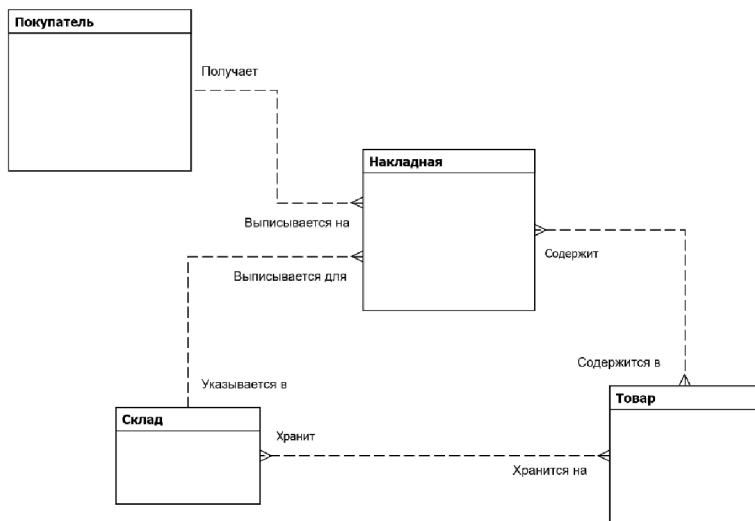 Покупатель
Получает
Накладная
Выписывается на
Содержит
Выписывается для
Содержится в
Указывается в
Товар
Склад
Хранит
Хранится на